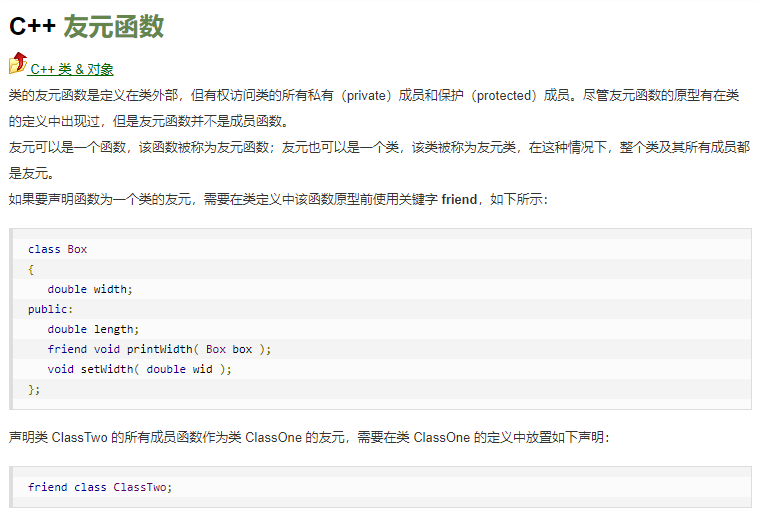 C++ 友元函数
C++ 类 & 对象
类的友元函数是定义在类外部，但有权访问类的所有私有（private）成员和保护（protected）成员。尽管友元函数的原型有在类
的定义中出现过，但是友元函数并不是成员函数。
友元可以是一个函数，该函数被称为友元函数；友元也可以是一个类，该类被称为友元类，在这种情况下，整个类及其所有成员都
是友元。
如果要声明函数为一个类的友元，需要在类定义中该函数原型前使用关键字 friend，如下所示：
class Box
{
   double width;
public:
   double length;
   friend void printWidth( Box box );
   void setWidth( double wid );
};
声明类 ClassTwo 的所有成员函数作为类 ClassOne 的友元，需要在类 ClassOne 的定义中放置如下声明：
friend class ClassTwo;